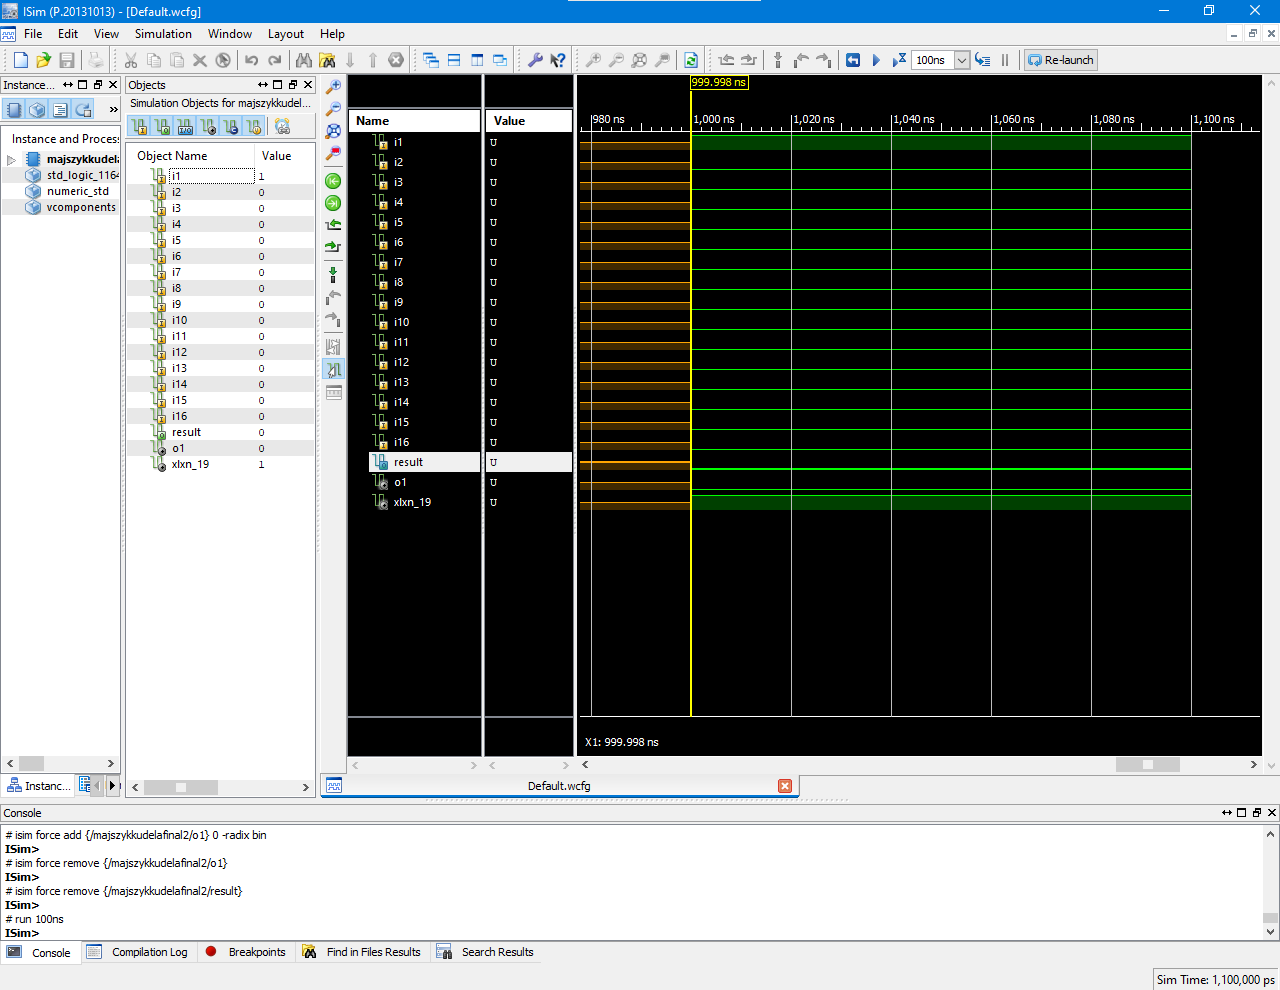 ISim (P.20131013) - [Default.wcfg]
File Edit View Simulation Window Layout Help
100ns
Re-launch
Instance...
Objects
Simulation Objects for majszykkudel...
Instance and Proces
majszykkudela
std_logic_1164
numeric_std
vcomponents
Object Name Value
i1 1
i2 0
i3 0
i4 0
i5 0
i6 0
i7 0
i8 0
i9 0
i10 0
i11 0
i12 0
i13 0
i14 0
i15 0
i16 0
result 0
o1 0
xlxn_19 1
Name Value
i1 U
i2 U
i3 U
i4 U
i5 U
i6 U
i7 U
i8 U
i9 U
i10 U
i11 U
i12 U
i13 U
i14 U
i15 U
i16 U
result U
o1 U
xlxn_19 U
999.998 ns
980 ns 1,000 ns 1,020 ns 1,040 ns 1,060 ns 1,080 ns 1,100 ns
X1: 999.998 ns
Instanc...
Default.wcfg
Console
# isim force add {/majszykkudelafinal2/o1} 0 -radix bin
ISim>
# isim force remove {/majszykkudelafinal2/o1}
ISim>
# isim force remove {/majszykkudelafinal2/result}
ISim>
# run 100ns
ISim>
Console Compilation Log Breakpoints Find in Files Results Search Results
Sim Time: 1,100,000 ps